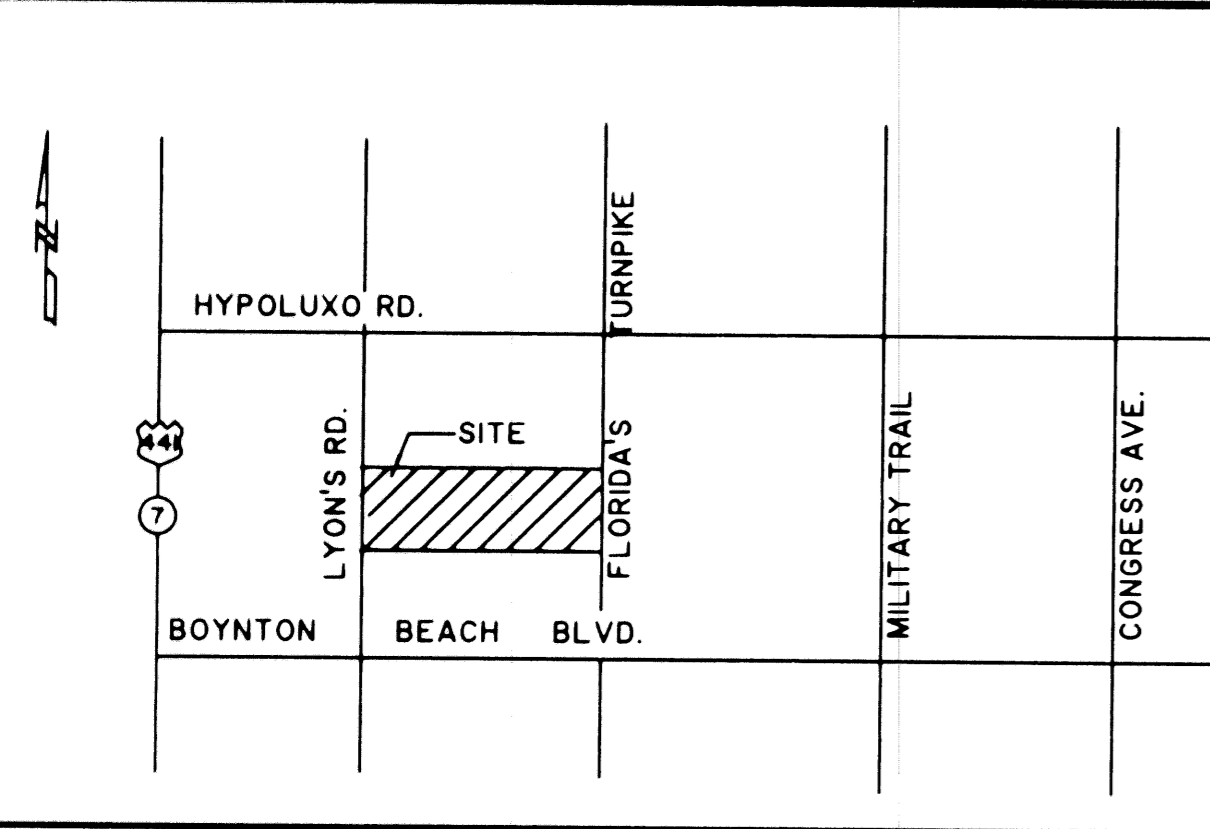 N
HYPOLUXO RD.
TURNPIKE
441
7
LYON'S RD.
SITE
FLORIDA'S
MILITARY TRAIL
CONGRESS AVE.
BOYNTON BEACH BLVD.